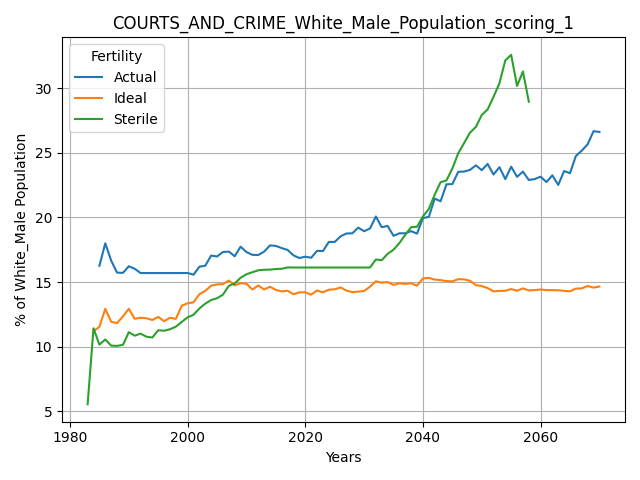 COURTS_AND_CRIME_White_Male_Population_scoring_1
Fertility
Actual
Ideal
Sterile
% of White_Male Population
30
25
20
15
10
5
1980
2000
2020
2040
2060
Years